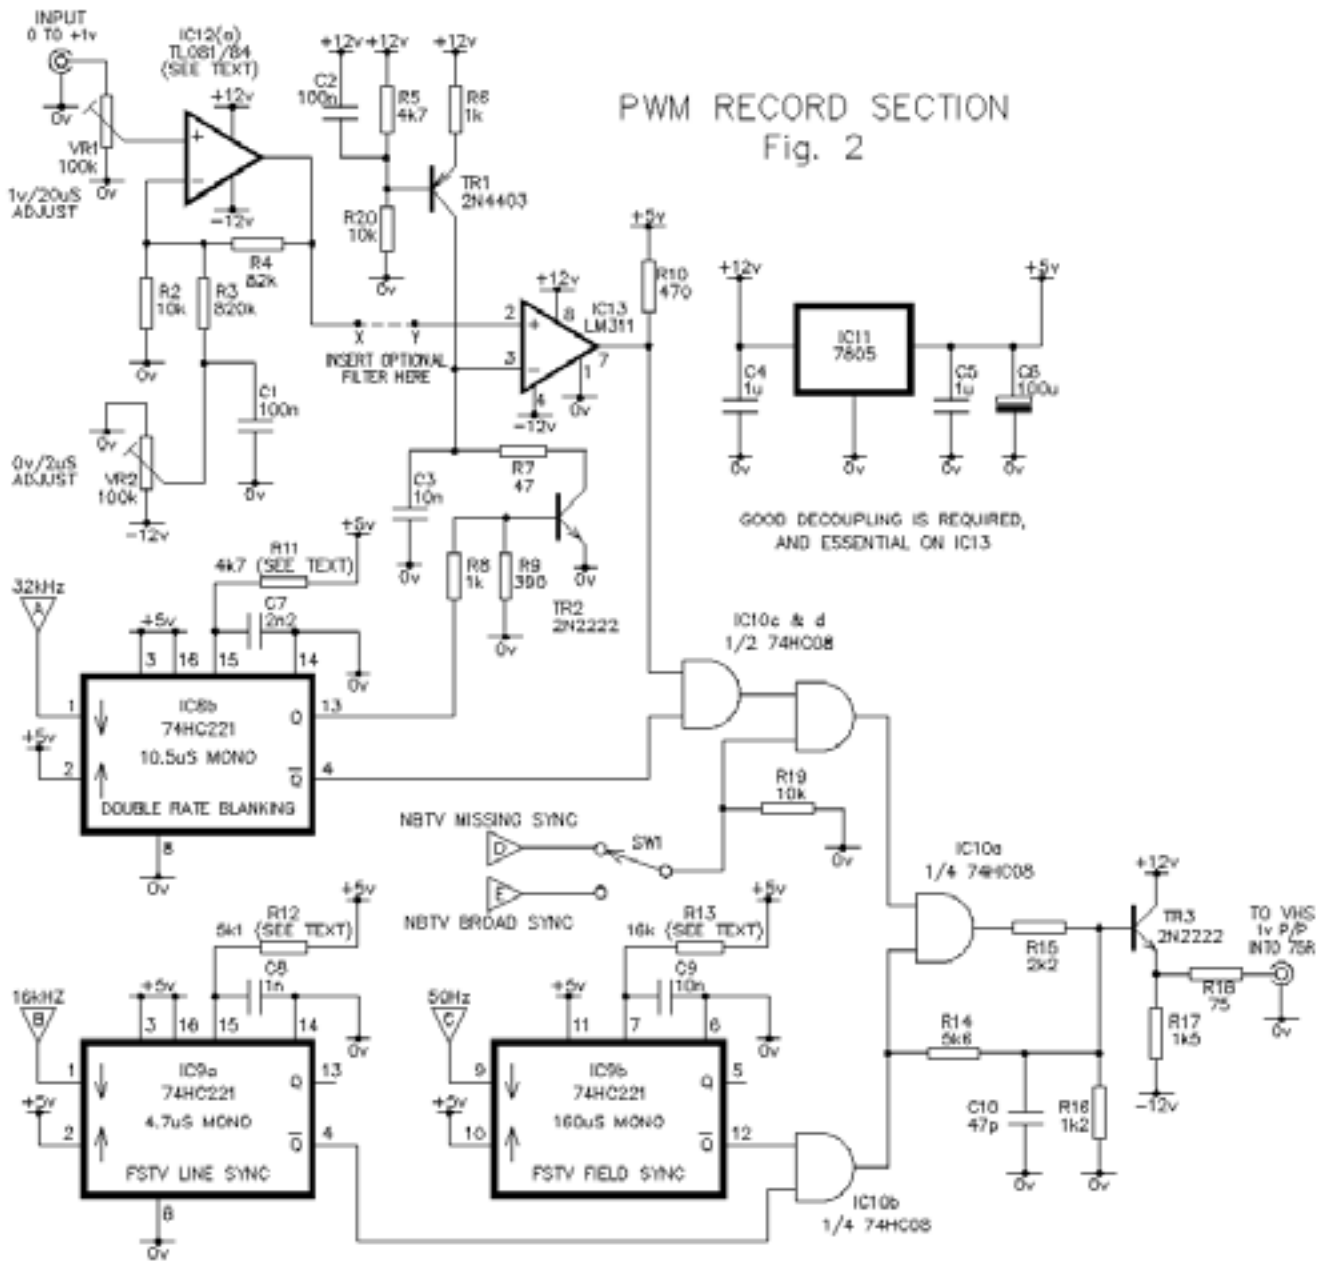 PWM RECORD SECTION
Fig. 2
INPUT
0 TO +1v
0v
VR1
100k
0v
1v/20uS
ADJUST
IC12(a)
TL081/84
(SEE TEXT)
+12v
+
−
-12v
R4
82k
R2
10k
0v
R3
820k
C1
100n
0v
0v
0v/2uS
ADJUST
VR2
100k
-12v
+12v
+12v
+12v
C2
100n
R5
4k7
R6
1k
TR1
2N4403
R20
10k
0v
X
Y
INSERT OPTIONAL
FILTER HERE
2
+
3
−
+12v
8
IC13
LM311
7
1
0v
4
-12v
+5v
R10
470
+12v
IC11
7805
+5v
C4
1u
0v
0v
C5
1u
0v
C6
100u
0v
GOOD DECOUPLING IS REQUIRED,
AND ESSENTIAL ON IC13
R7
47
C3
10n
0v
R8
1k
R9
390
0v
0v
TR2
2N2222
32kHz
A
+5v
R11
4k7 (SEE TEXT)
+5v
C7
2n2
0v
3
16
15
14
1
+5v
2
IC8b
74HC221
10.5uS MONO
DOUBLE RATE BLANKING
Q
13
Q
4
8
0v
IC10c & d
1/2 74HC08
R19
10k
0v
NBTV MISSING SYNC
D
SW1
E
NBTV BROAD SYNC
IC10a
1/4 74HC08
R15
2k2
+12v
TR3
2N2222
TO VHS
1v P/P
INTO 75R
R18
75
0v
R17
1k5
-12v
R14
5k6
C10
47p
0v
R16
1k2
0v
16kHZ
B
+5v
R12
5k1 (SEE TEXT)
+5v
C8
1n
0v
3
16
15
14
1
+5v
2
IC9a
74HC221
4.7uS MONO
FSTV LINE SYNC
Q
13
Q
4
8
0v
50Hz
C
+5v
R13
16k (SEE TEXT)
+5v
C9
10n
0v
11
7
6
9
+5v
10
IC9b
74HC221
160uS MONO
FSTV FIELD SYNC
Q
5
Q
12
IC10b
1/4 74HC08